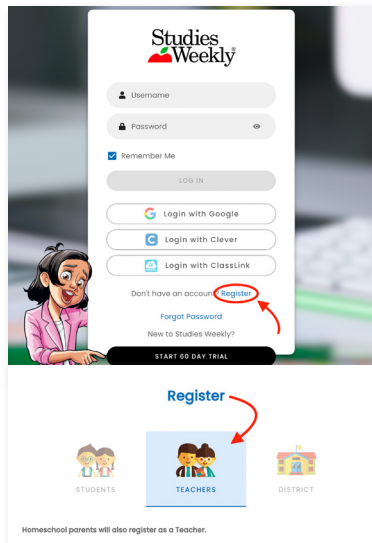 Studies
Weekly®
Username
Password
Remember Me
LOG IN
Login with Google
Login with Clever
Login with ClassLink
Don't have an account? Register
Forgot Password
New to Studies Weekly?
START 60 DAY TRIAL
Register
STUDENTS
TEACHERS
DISTRICT
Homeschool parents will also register as a Teacher.